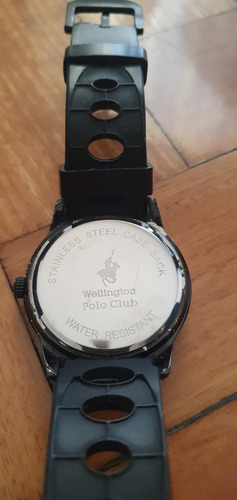 STAINLESS STEEL CASE BACK
Wellington
Polo Club
WATER RESISTANT